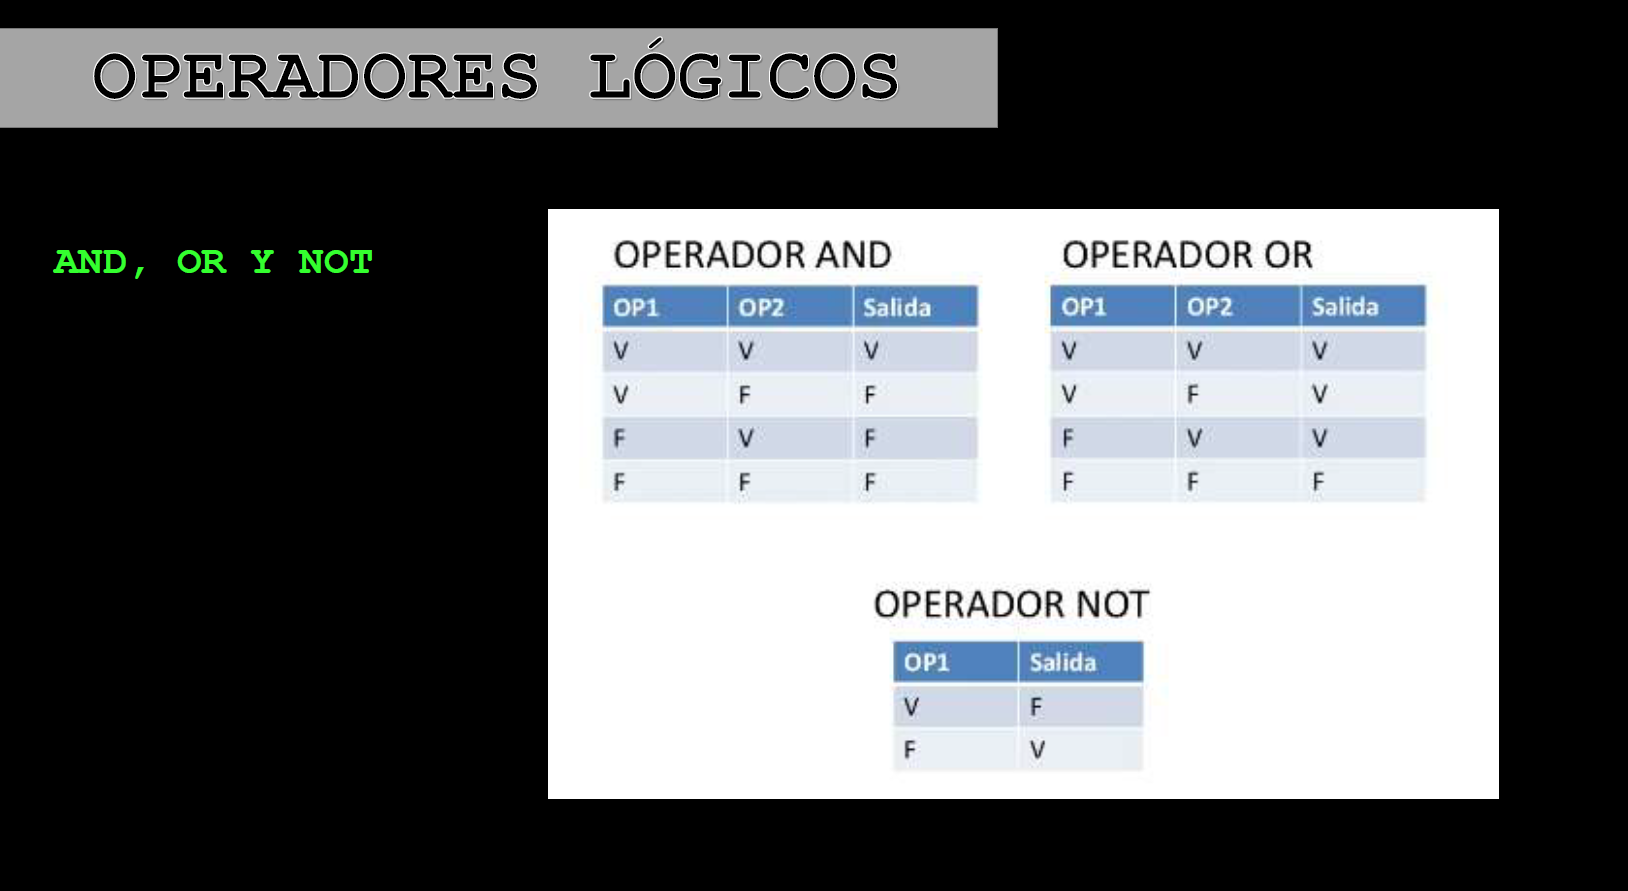 OPERADORES LÓGICOS
AND, OR Y NOT
OPERADOR AND
OP1 OP2 Salida
V V V
V F F
F V F
F F F
OPERADOR OR
OP1 OP2 Salida
V V V
V F V
F V V
F F F
OPERADOR NOT
OP1 Salida
V F
F V